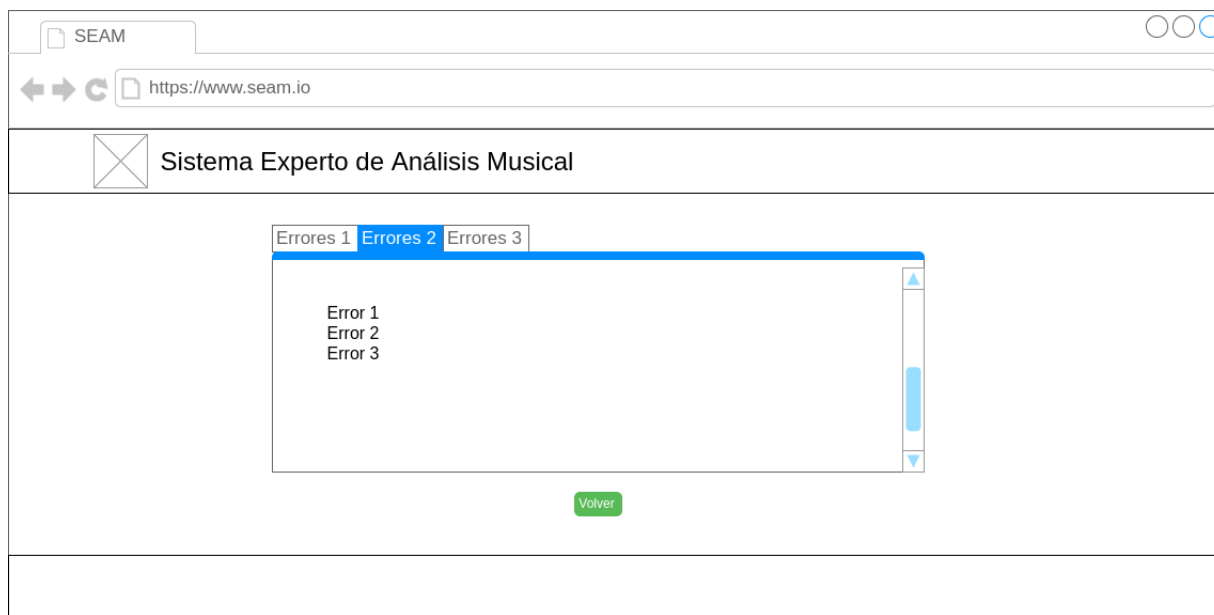 SEAM
https://www.seam.io
Sistema Experto de Análisis Musical
Errores 1 Errores 2 Errores 3
Error 1
Error 2
Error 3
Volver